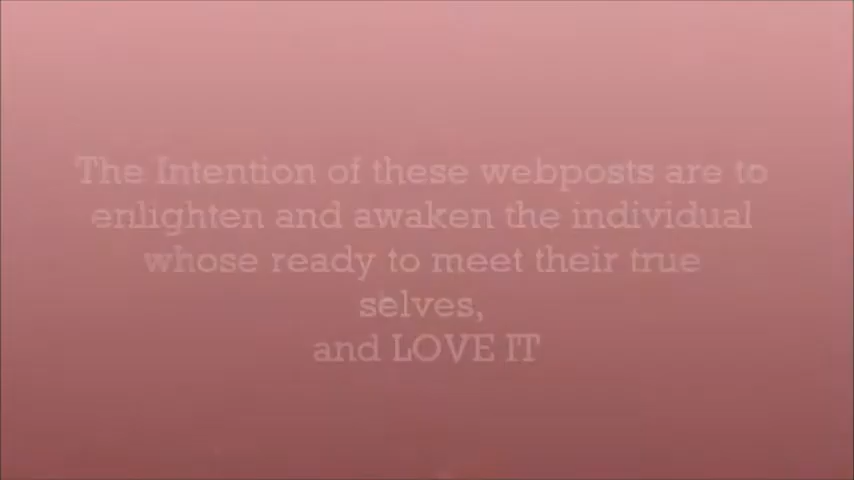 The Intention of these webposts are to
enlighten and awaken the individual
whose ready to meet their true
selves,
and LOVE IT